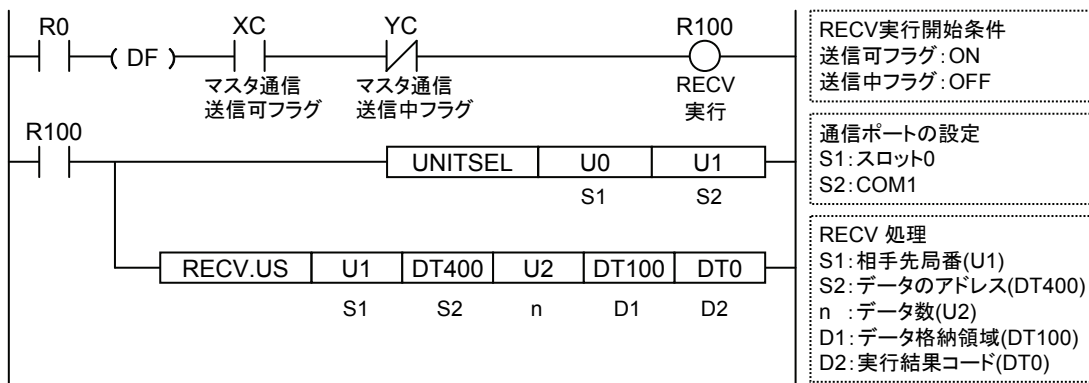 R0 XC YC R100
( DF )
マスタ通信 マスタ通信 RECV
送信可フラグ 送信中フラグ 実行
RECV実行開始条件
送信可フラグ:ON
送信中フラグ:OFF
R100
UNITSEL U0 U1
S1 S2
通信ポートの設定
S1:スロット0
S2:COM1
RECV.US U1 DT400 U2 DT100 DT0
S1 S2 n D1 D2
RECV 処理
S1:相手先局番(U1)
S2:データのアドレス(DT400)
n :データ数(U2)
D1:データ格納領域(DT100)
D2:実行結果コード(DT0)